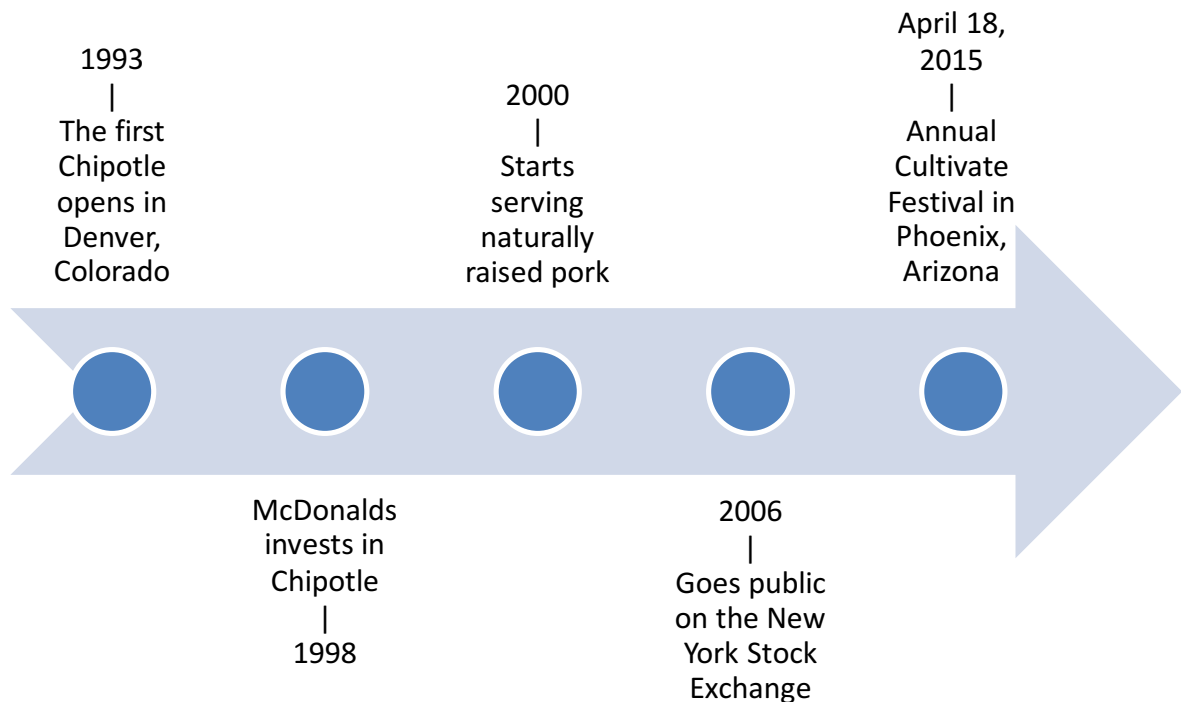 1993
|
The first
Chipotle
opens in
Denver,
Colorado
McDonalds
invests in
Chipotle
|
1998
2000
|
Starts
serving
naturally
raised pork
2006
|
Goes public
on the New
York Stock
Exchange
April 18,
2015
|
Annual
Cultivate
Festival in
Phoenix,
Arizona